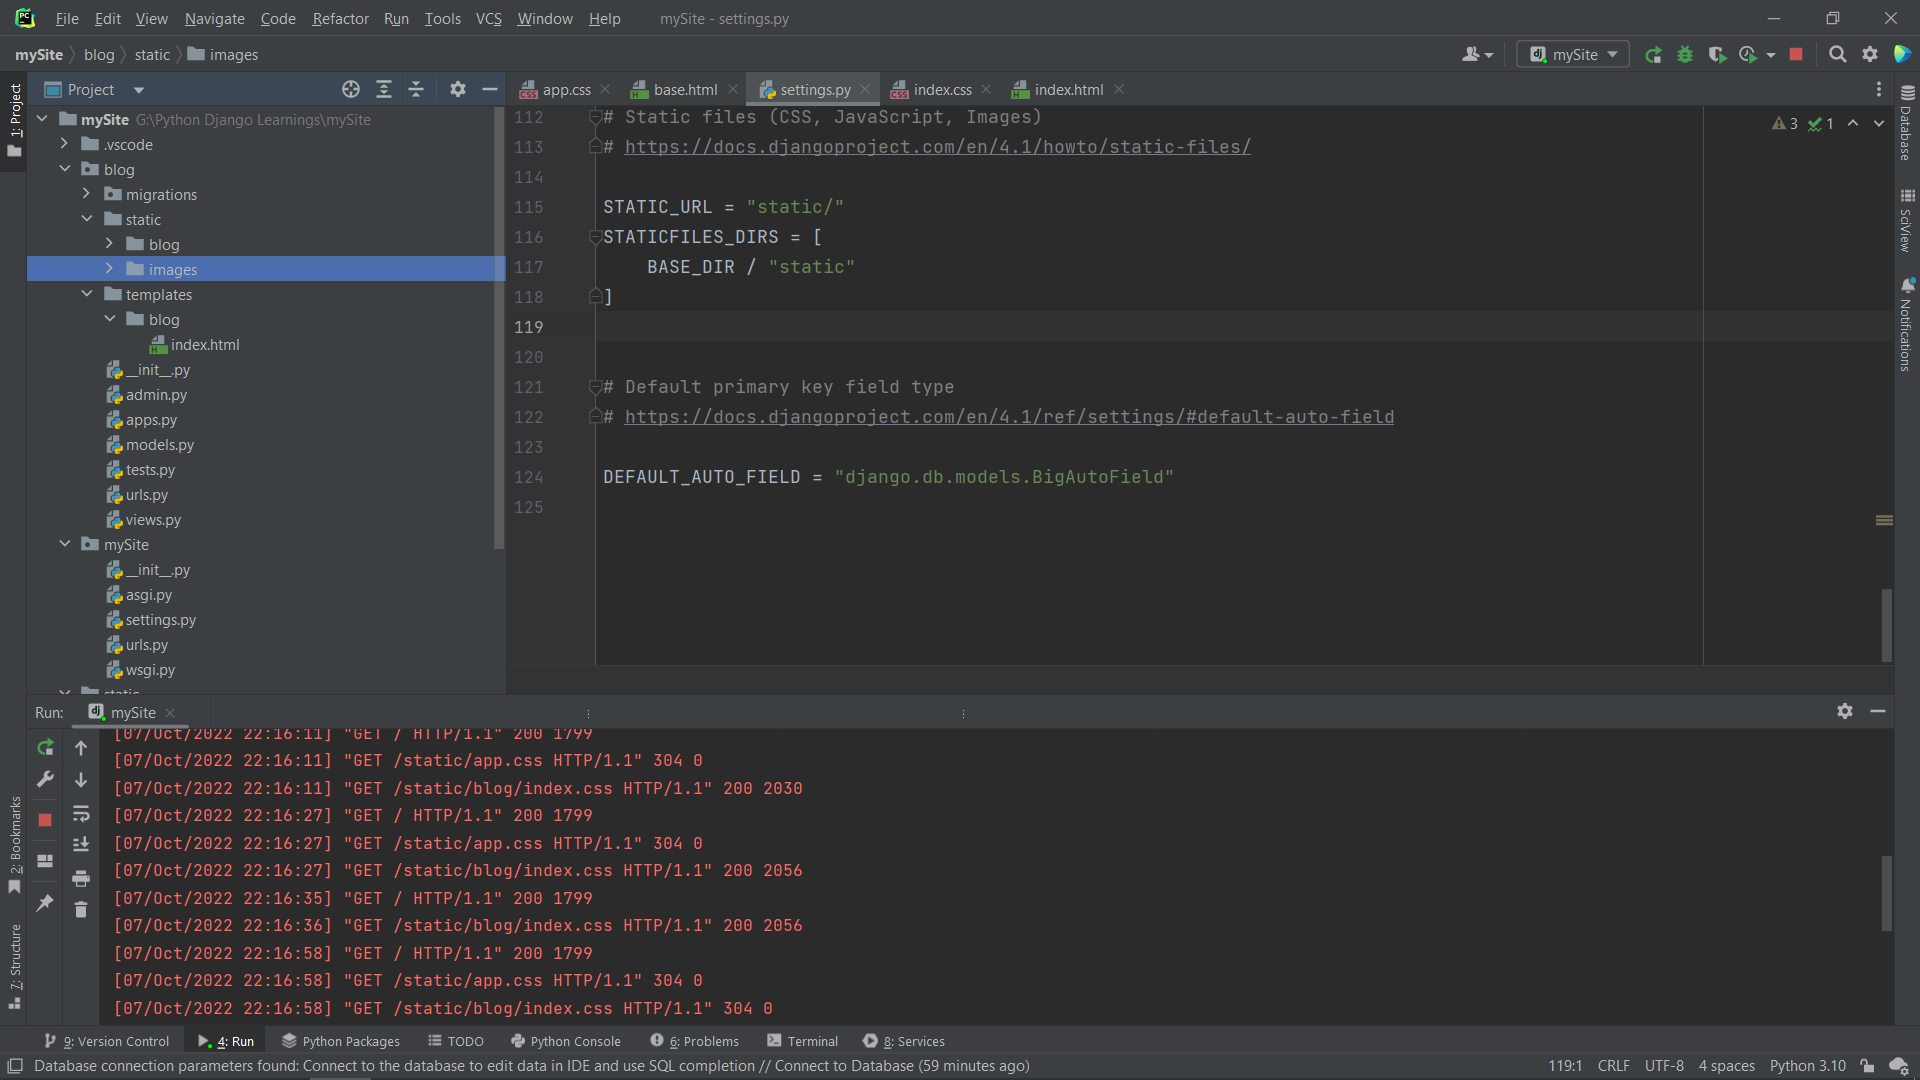 File Edit View Navigate Code Refactor Run Tools VCS Window Help mySite - settings.py
mySite blog static images
mySite
Project
app.css base.html settings.py index.css index.html
1: Project
mySite G:\Python Django Learnings\mySite
.vscode
blog
migrations
static
blog
images
templates
blog
index.html
__init__.py
admin.py
apps.py
models.py
tests.py
urls.py
views.py
mySite
__init__.py
asgi.py
settings.py
urls.py
wsgi.py
static
112 # Static files (CSS, JavaScript, Images)
113 # https://docs.djangoproject.com/en/4.1/howto/static-files/
114
115 STATIC_URL = "static/"
116 STATICFILES_DIRS = [
117 BASE_DIR / "static"
118 ]
119
120
121 # Default primary key field type
122 # https://docs.djangoproject.com/en/4.1/ref/settings/#default-auto-field
123
124 DEFAULT_AUTO_FIELD = "django.db.models.BigAutoField"
125
3 1
Database
SciView
Notifications
Run: mySite
[07/Oct/2022 22:16:11] "GET / HTTP/1.1" 200 1799
[07/Oct/2022 22:16:11] "GET /static/app.css HTTP/1.1" 304 0
[07/Oct/2022 22:16:11] "GET /static/blog/index.css HTTP/1.1" 200 2030
[07/Oct/2022 22:16:27] "GET / HTTP/1.1" 200 1799
[07/Oct/2022 22:16:27] "GET /static/app.css HTTP/1.1" 304 0
[07/Oct/2022 22:16:27] "GET /static/blog/index.css HTTP/1.1" 200 2056
[07/Oct/2022 22:16:35] "GET / HTTP/1.1" 200 1799
[07/Oct/2022 22:16:36] "GET /static/blog/index.css HTTP/1.1" 200 2056
[07/Oct/2022 22:16:58] "GET / HTTP/1.1" 200 1799
[07/Oct/2022 22:16:58] "GET /static/app.css HTTP/1.1" 304 0
[07/Oct/2022 22:16:58] "GET /static/blog/index.css HTTP/1.1" 304 0
2: Bookmarks
7: Structure
9: Version Control 4: Run Python Packages TODO Python Console 6: Problems Terminal 8: Services
Database connection parameters found: Connect to the database to edit data in IDE and use SQL completion // Connect to Database (59 minutes ago) 119:1 CRLF UTF-8 4 spaces Python 3.10